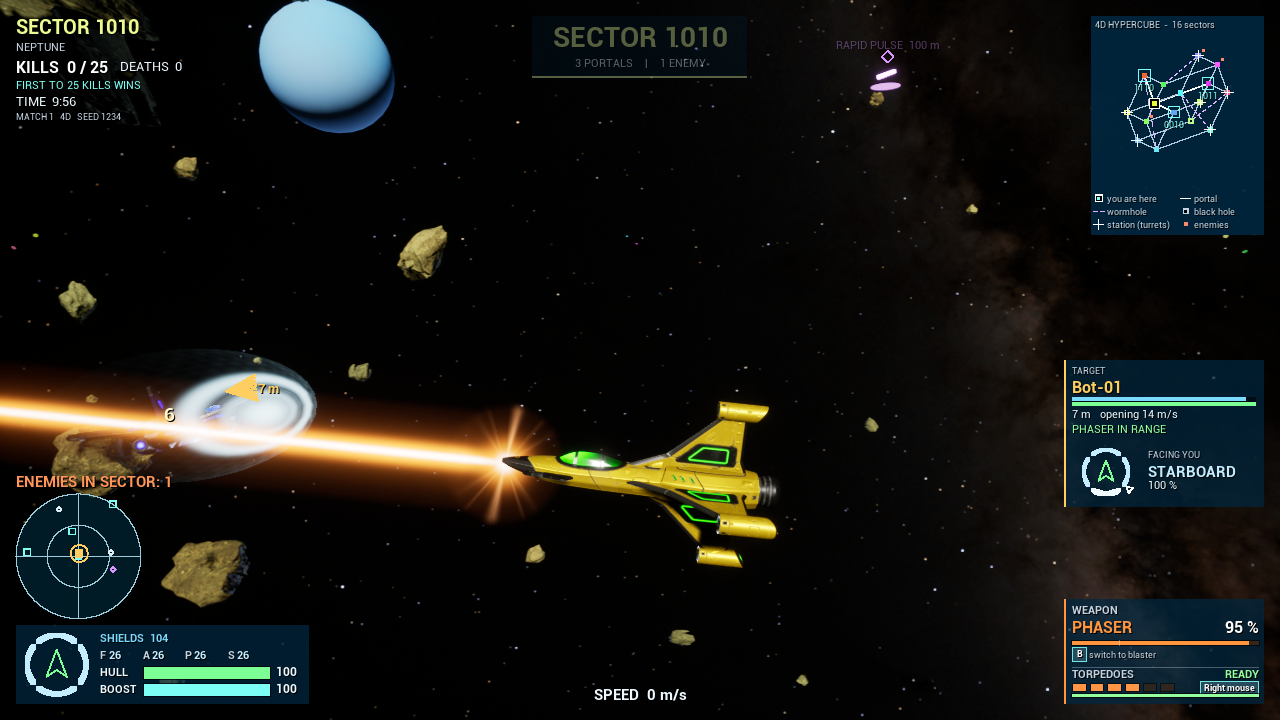 SECTOR 1010
NEPTUNE
KILLS 0 / 25 DEATHS 0
FIRST TO 25 KILLS WINS
TIME 9:56
MATCH 1 4D SEED 1234
SECTOR 1010
3 PORTALS | 1 ENEMY
RAPID PULSE 100 m
4D HYPERCUBE - 16 sectors
0010
you are here
portal
wormhole
black hole
station (turrets)
enemies
7 m
6
TARGET
Bot-01
7 m opening 14 m/s
PHASER IN RANGE
FACING YOU
STARBOARD
100 %
ENEMIES IN SECTOR: 1
SHIELDS 104
F 26 A 26 P 26 S 26
HULL 100
BOOST 100
SPEED 0 m/s
WEAPON
PHASER 95 %
B switch to blaster
TORPEDOES READY
Right mouse